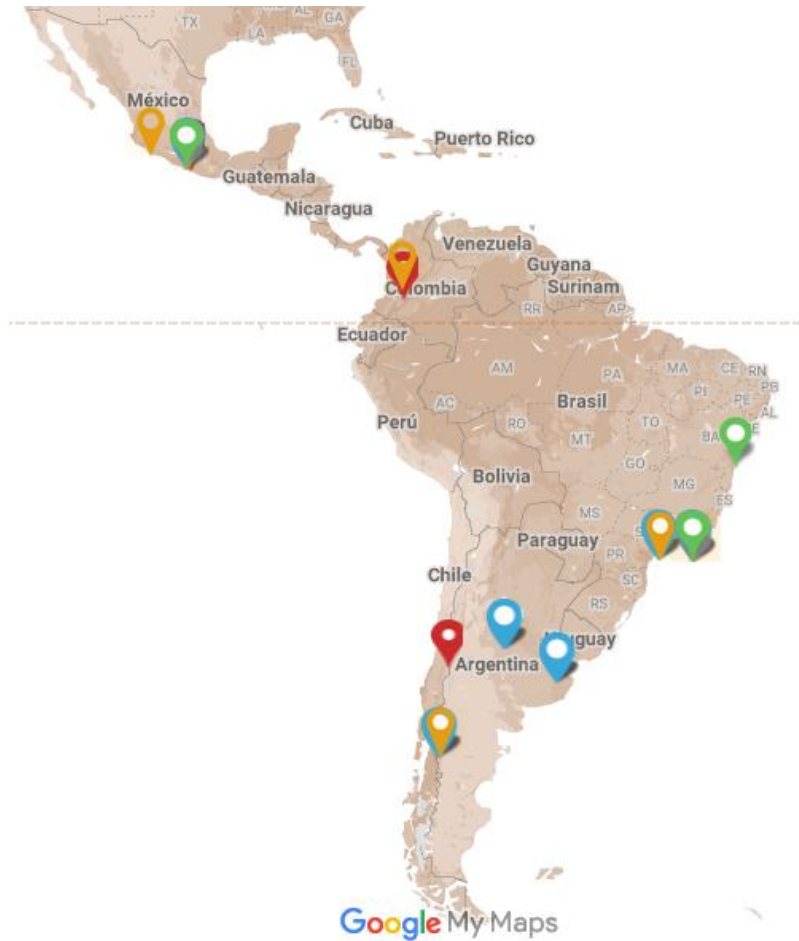 AL
GA
TX
LA
FL
México
Cuba
Puerto Rico
Guatemala
Nicaragua
Venezuela
Guyana
Surinam
Colombia
RR
AP
Ecuador
AM
PA
MA
CE
RN
PB
PI
PE
AL
AC
RO
TO
BA
Brasil
Perú
MT
GO
Bolivia
MG
ES
MS
Paraguay
PR
SC
Chile
RS
Uruguay
Argentina
Google My Maps